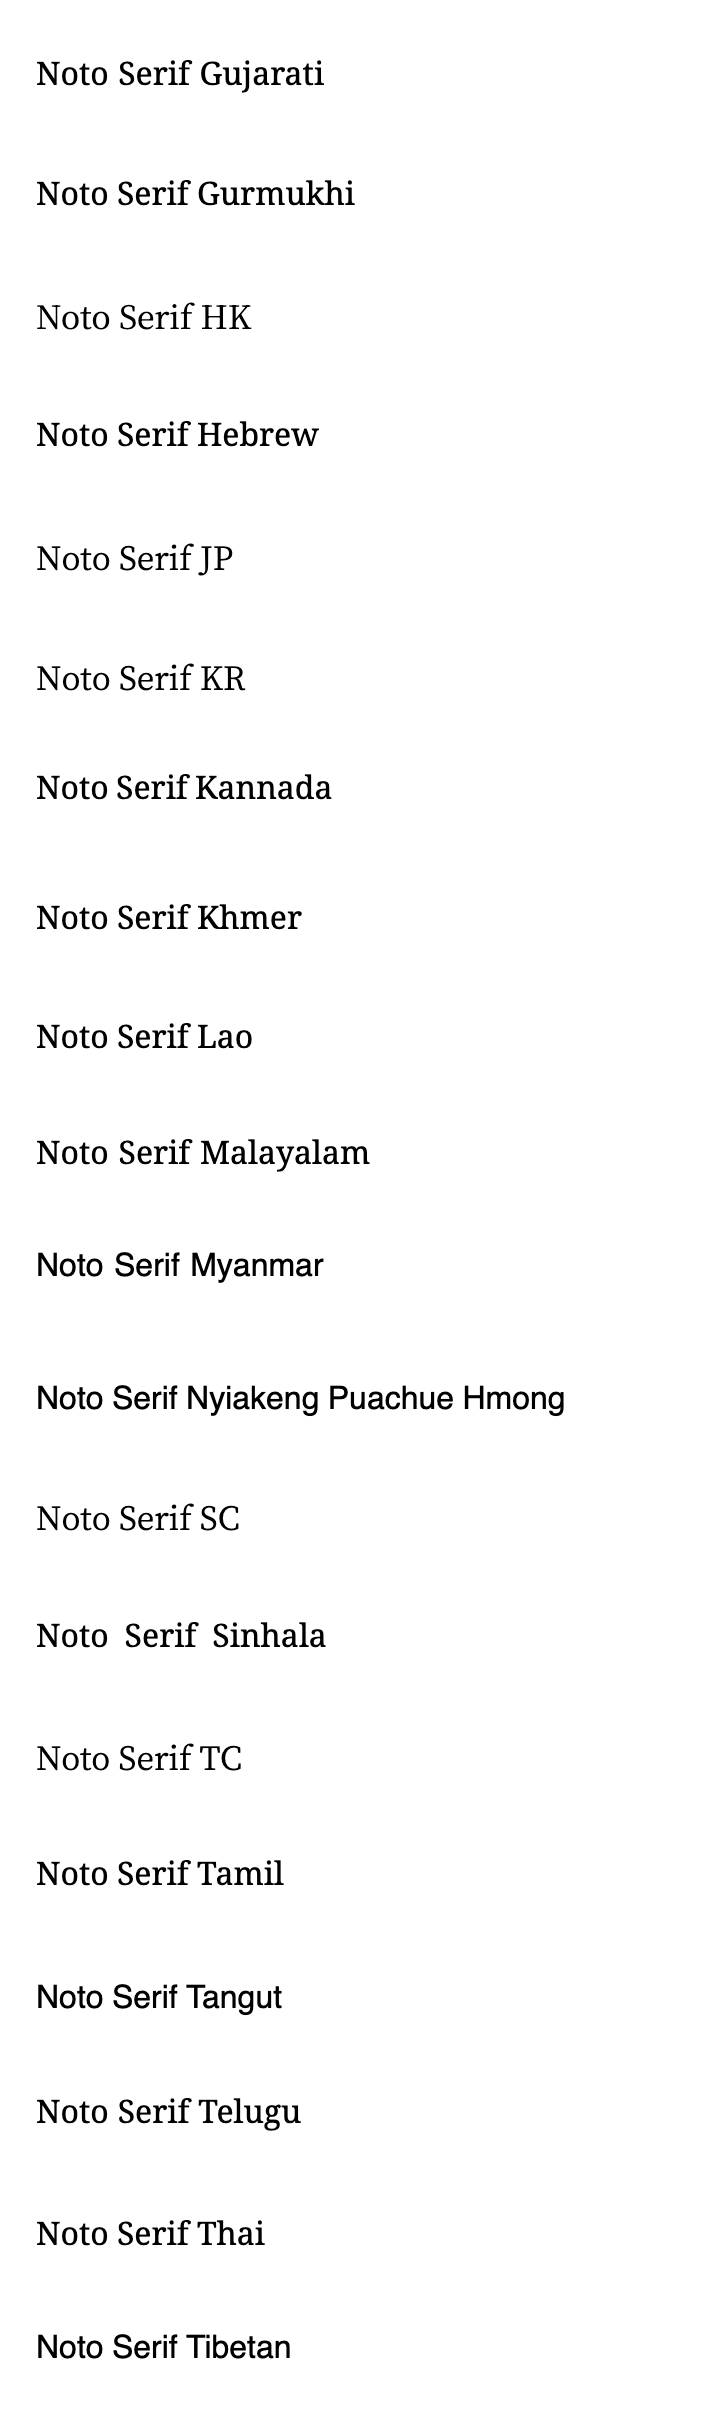 Noto Serif Gujarati
Noto Serif Gurmukhi
Noto Serif HK
Noto Serif Hebrew
Noto Serif JP
Noto Serif KR
Noto Serif Kannada
Noto Serif Khmer
Noto Serif Lao
Noto Serif Malayalam
Noto Serif Myanmar
Noto Serif Nyiakeng Puachue Hmong
Noto Serif SC
Noto Serif Sinhala
Noto Serif TC
Noto Serif Tamil
Noto Serif Tangut
Noto Serif Telugu
Noto Serif Thai
Noto Serif Tibetan